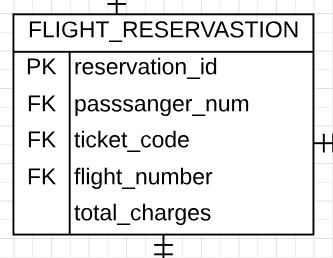 FLIGHT_RESERVASTION
PK reservation_id
FK passsanger_num
FK ticket_code
FK flight_number
total_charges